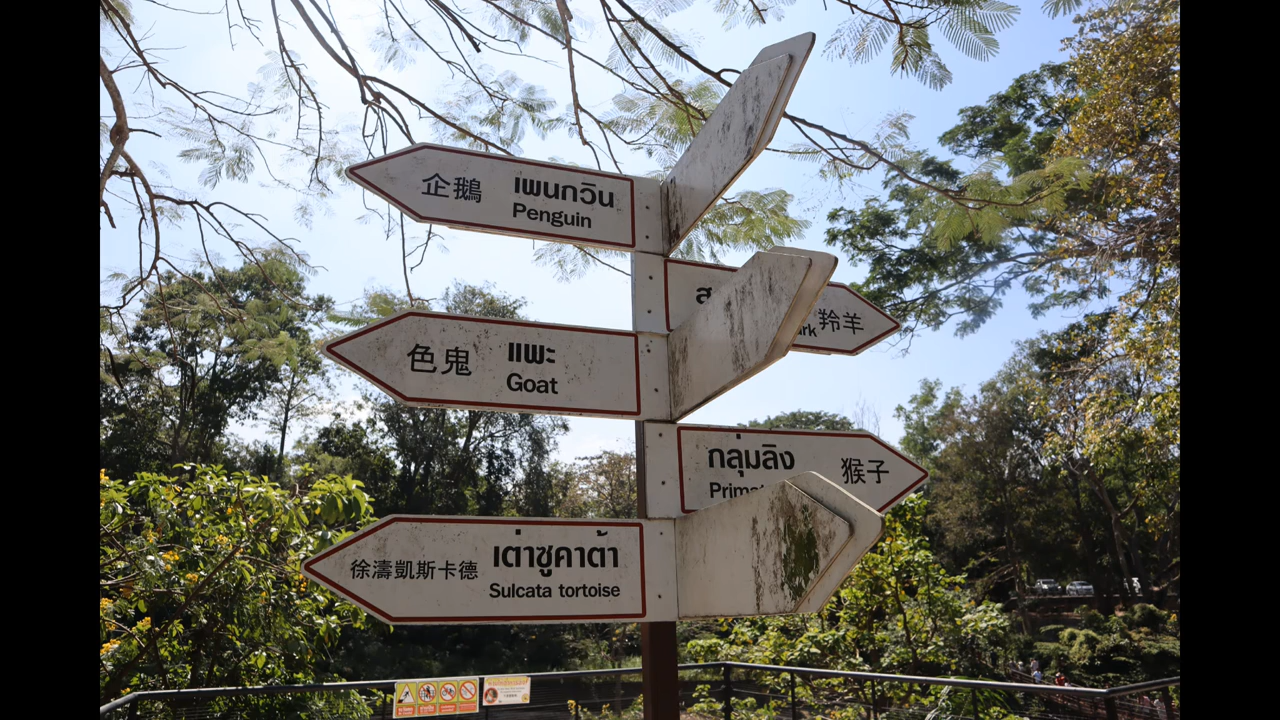 企鵝 เพนกวิน
Penguin
羚羊
色鬼 แพะ
Goat
กลุ่มลิง 猴子
徐濤凱斯卡德 เต่าซูคาต้า
Sulcata tortoise